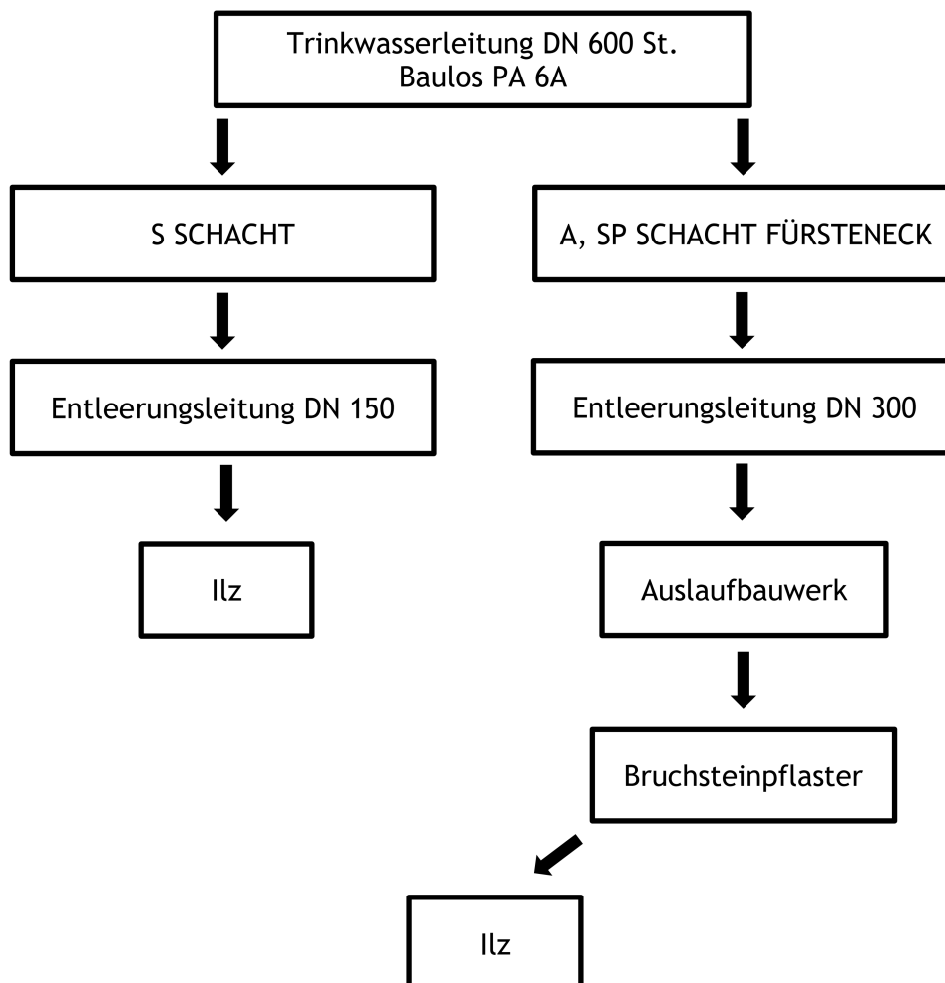 Trinkwasserleitung DN 600 St.
Baulos PA 6A
S SCHACHT
A, SP SCHACHT FÜRSTENECK
Entleerungsleitung DN 150
Entleerungsleitung DN 300
Ilz
Auslaufbauwerk
Bruchsteinpflaster
Ilz